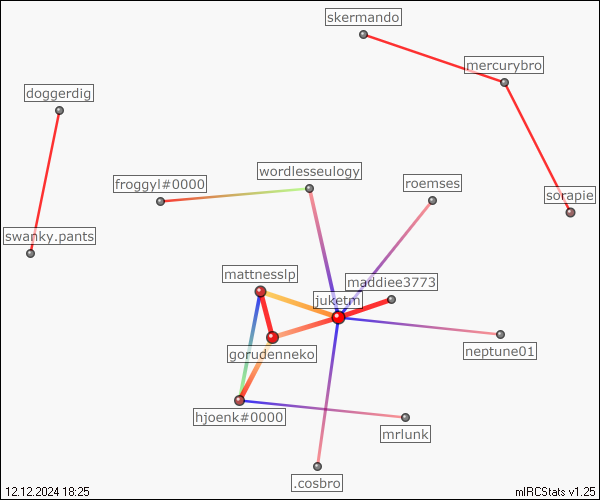 skermando
mercurybro
doggerdig
wordlesseulogy
froggyl#0000
roemses
sorapie
swanky.pants
mattnesslp
maddiee3773
juketm
gorudenneko
neptune01
hjoenk#0000
mrlunk
.cosbro
12.12.2024 18:25
mIRCStats v1.25